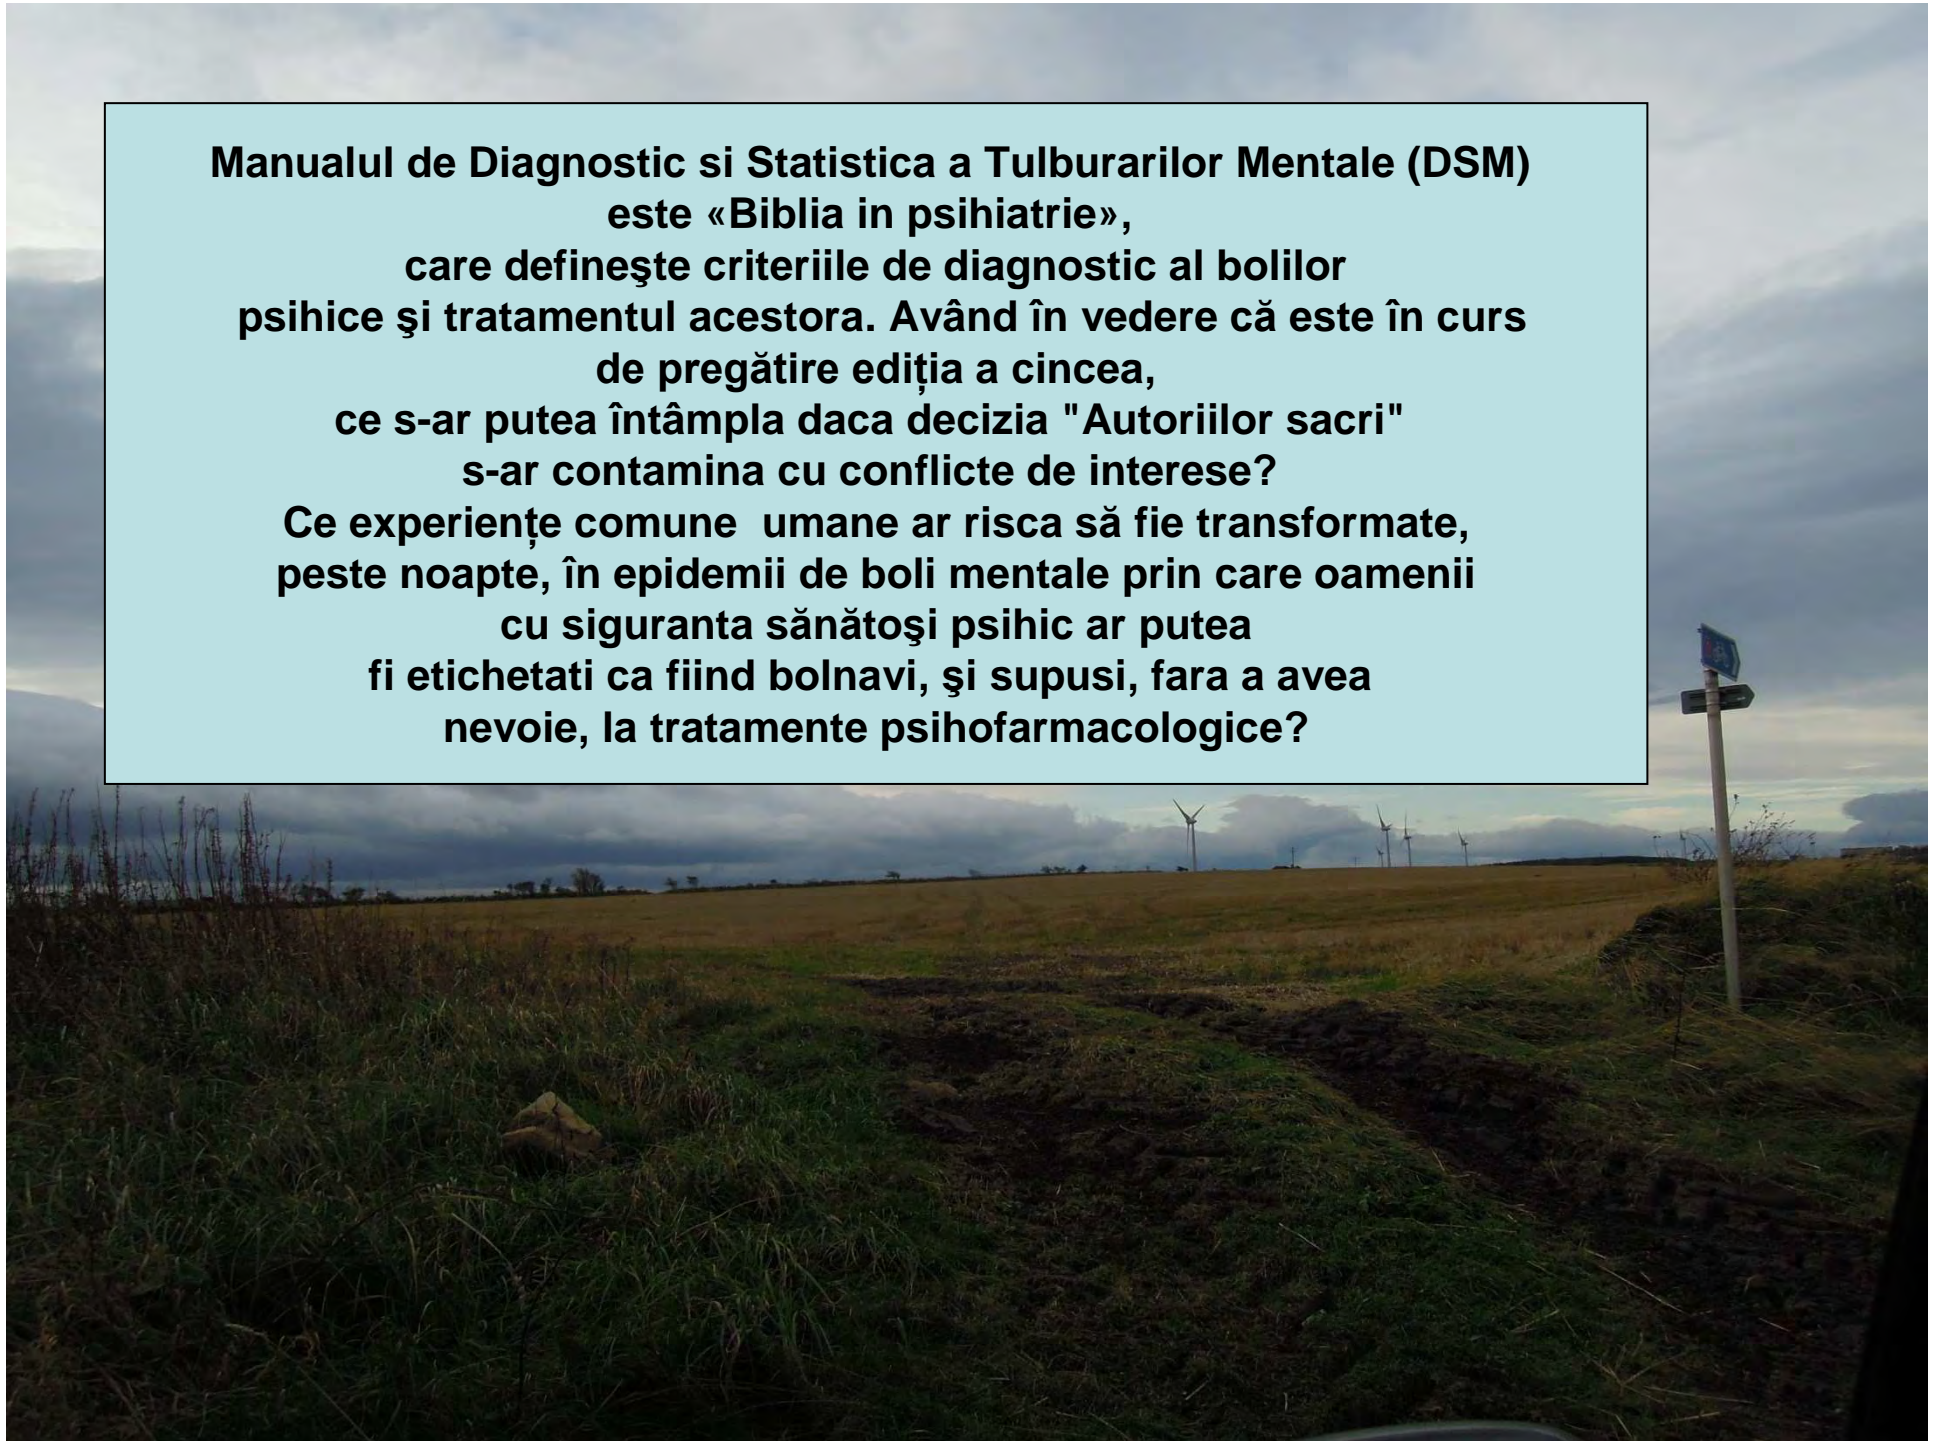 Manualul de Diagnostic si Statistica a Tulburarilor Mentale (DSM)
este «Biblia in psihiatrie»,
care defineşte criteriile de diagnostic al bolilor
psihice şi tratamentul acestora. Având în vedere că este în curs
de pregătire ediția a cincea,
ce s-ar putea întâmpla daca decizia "Autoriilor sacri"
s-ar contamina cu conflicte de interese?
Ce experiențe comune  umane ar risca să fie transformate,
peste noapte, în epidemii de boli mentale prin care oamenii
cu siguranta sănătoşi psihic ar putea
fi etichetati ca fiind bolnavi, şi supusi, fara a avea
nevoie, la tratamente psihofarmacologice?